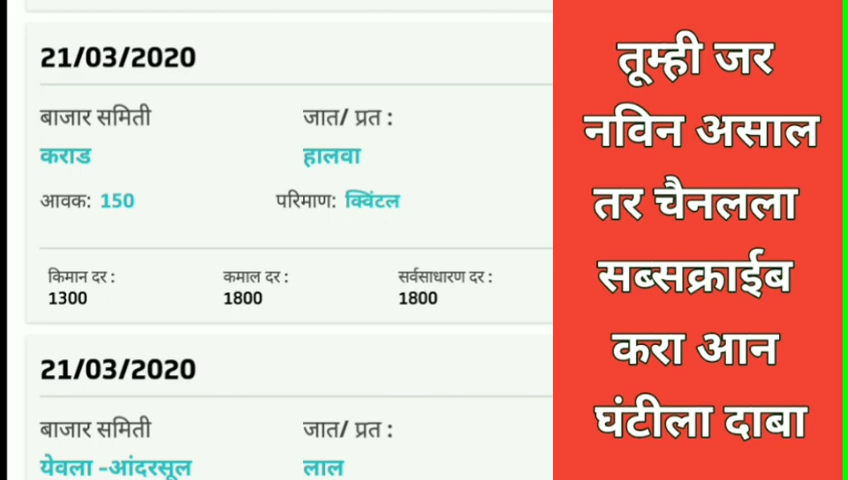 21/03/2020
बाजार समिती जात/ प्रत :
कराड हालवा
आवक: 150 परिमाण: क्विंटल
किमान दर : कमाल दर : सर्वसाधारण दर :
1300 1800 1800
21/03/2020
बाजार समिती जात/ प्रत :
येवला -आंदरसूल लाल
तूम्ही जर
नविन असाल
तर चैनलला
सब्सक्राईब
करा आन
घंटीला दाबा